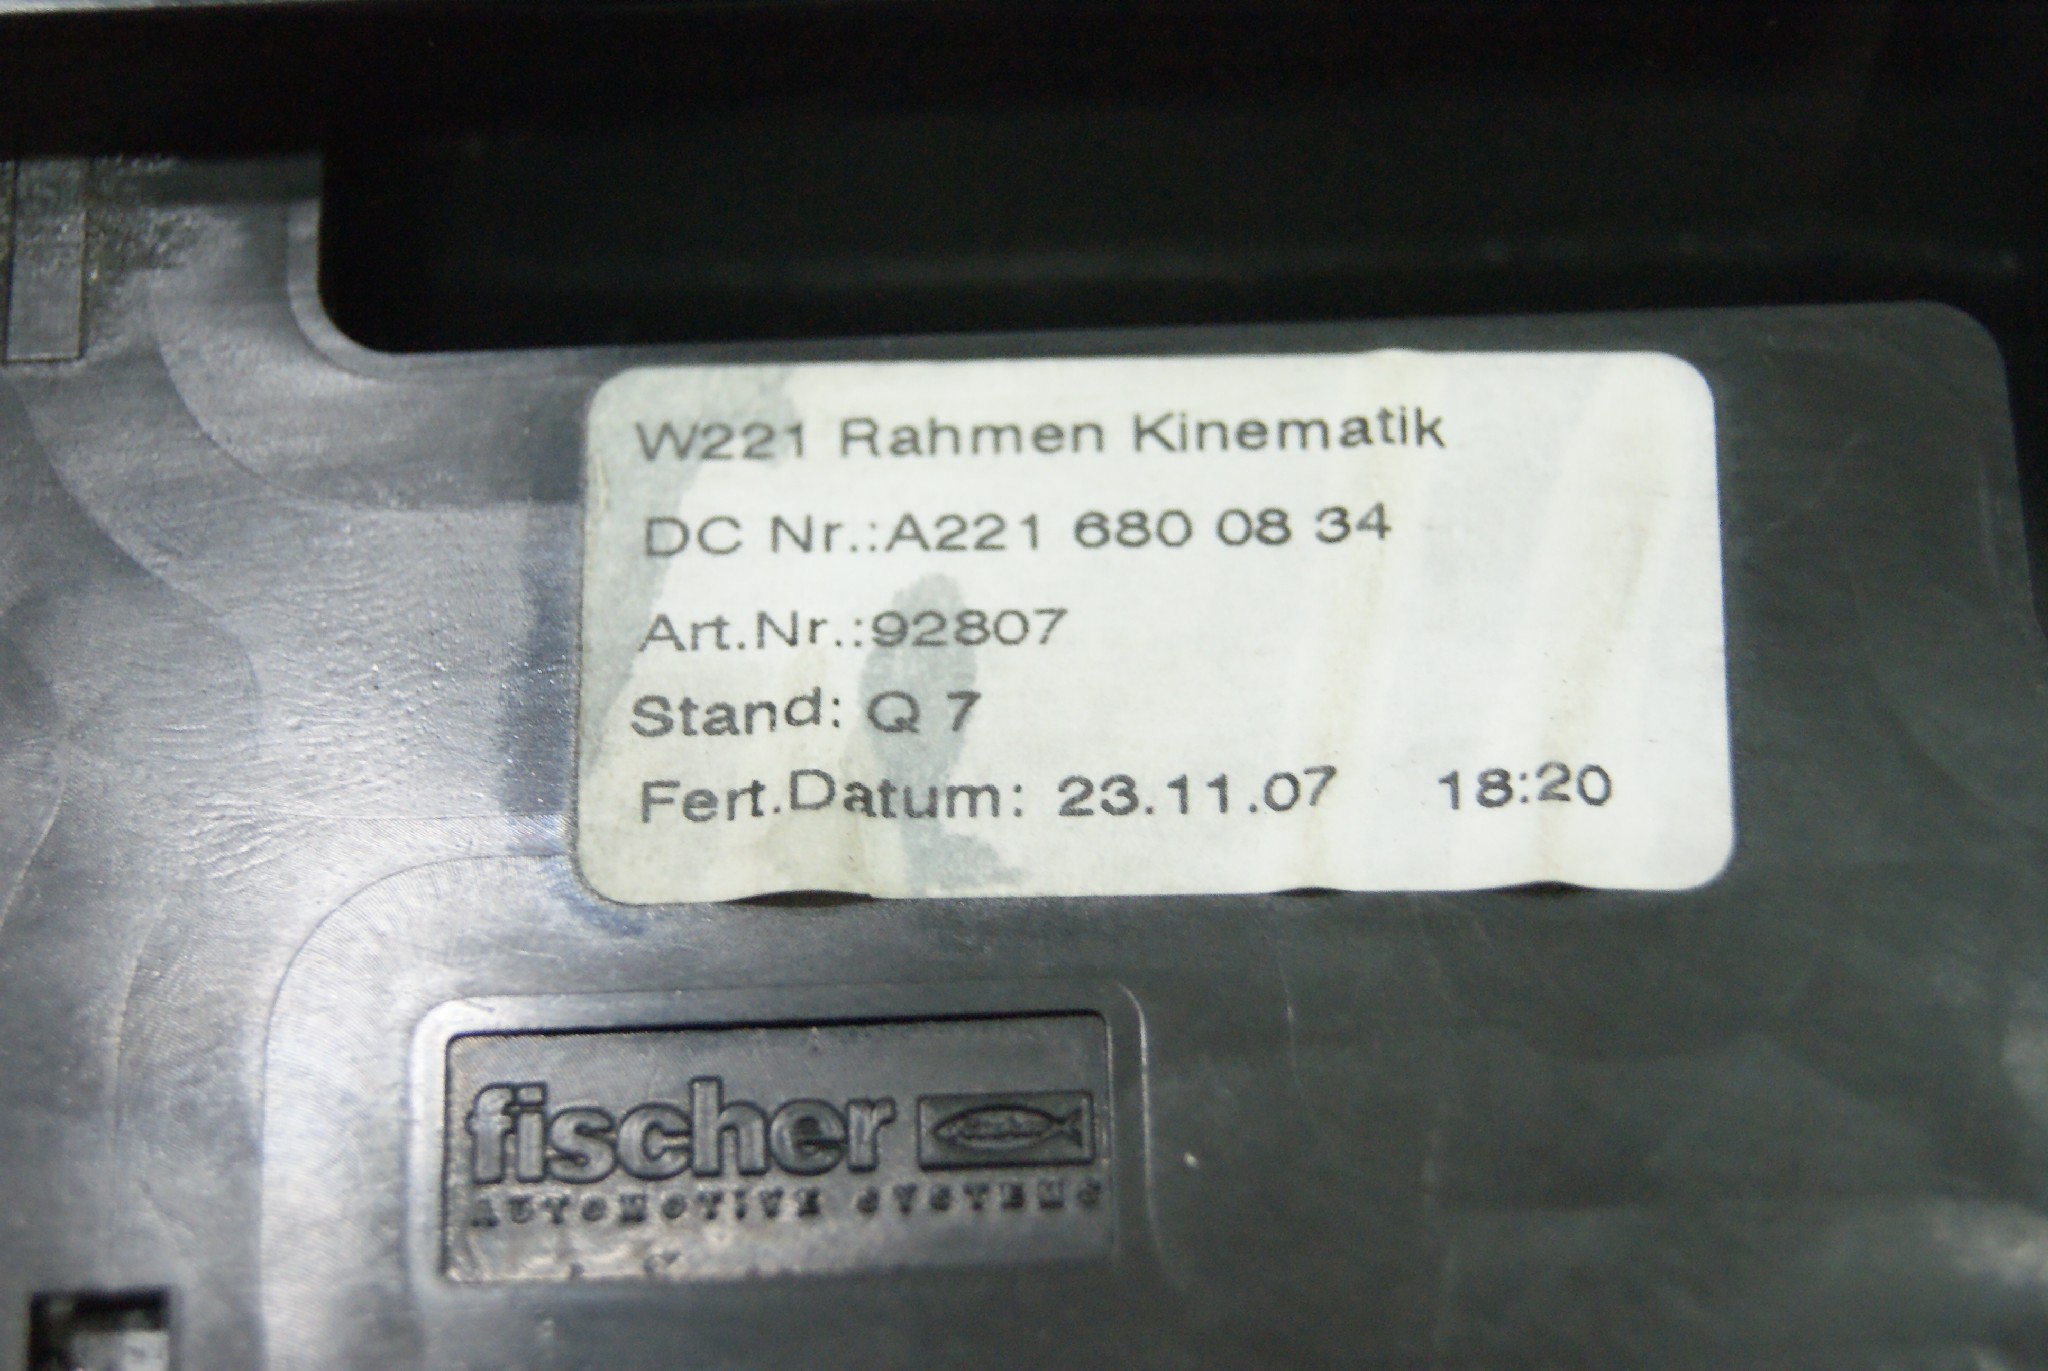 W221 Rahmen Kinematik
DC Nr.:A221 680 08 34
Art.Nr.:92807
Stand: Q 7
Fert.Datum: 23.11.07 18:20
fischer
AUTOMOTIVE SYSTEMS